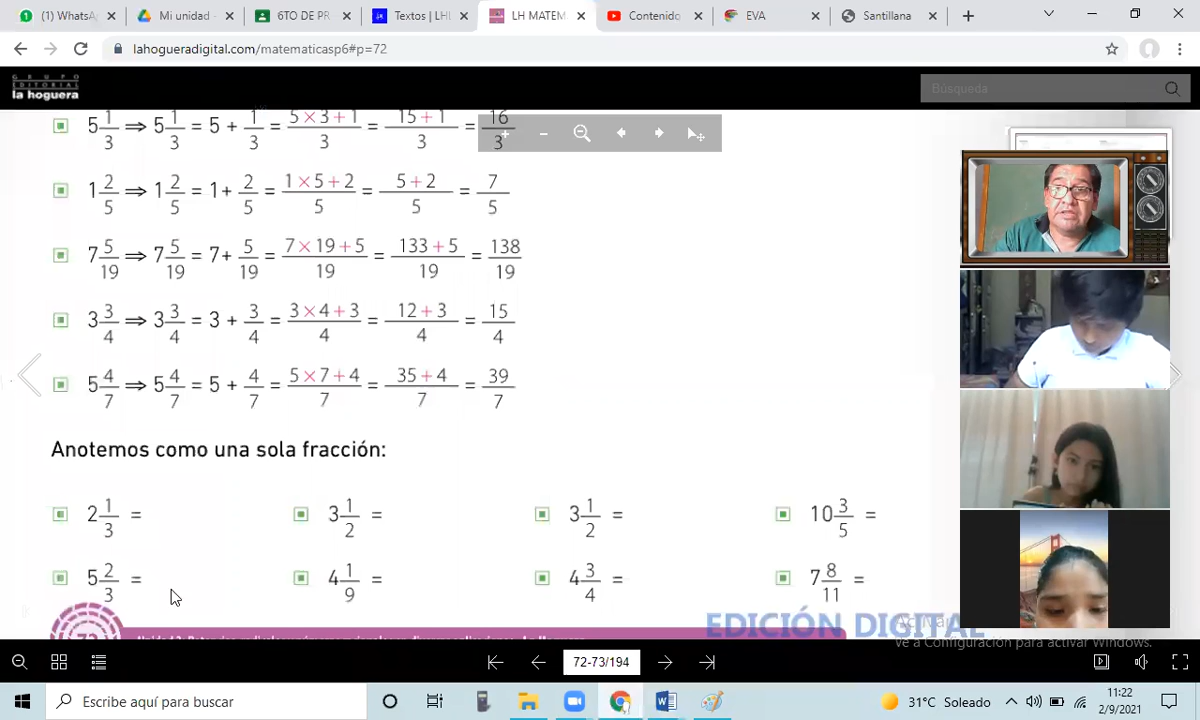 (1) WhatsA
Mi unidad -
6TO DE PR
Textos | LHI
LH MATEM
Contenido
EVA
Santillana
lahogueradigital.com/matematicasp6#p=72
GRUPO
EDITORIAL
la hoguera
Búsqueda
5 1/3 ⇒ 5 1/3 = 5 + 1/3 = (5 × 3 + 1)/3 = (15 + 1)/3 = 16/3
1 2/5 ⇒ 1 2/5 = 1 + 2/5 = (1 × 5 + 2)/5 = (5 + 2)/5 = 7/5
7 5/19 ⇒ 7 5/19 = 7 + 5/19 = (7 × 19 + 5)/19 = (133 + 5)/19 = 138/19
3 3/4 ⇒ 3 3/4 = 3 + 3/4 = (3 × 4 + 3)/4 = (12 + 3)/4 = 15/4
5 4/7 ⇒ 5 4/7 = 5 + 4/7 = (5 × 7 + 4)/7 = (35 + 4)/7 = 39/7
Anotemos como una sola fracción:
2 1/3 = 3 1/2 = 3 1/2 = 10 3/5 =
5 2/3 = 4 1/9 = 4 3/4 = 7 8/11 =
EDICIÓN DIGITAL
Ve a Configuración para activar Windows.
72-73/194
Escribe aquí para buscar
31°C Soleado
11:22
2/9/2021